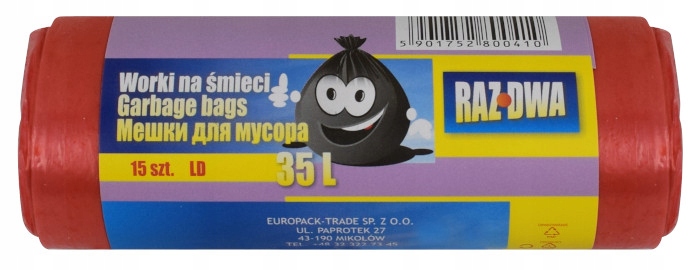 5 901752 800410
Worki na śmieci
Garbage bags
Мешки для мусора
RAZ DWA
15 szt. LD
35 L
EUROPACK-TRADE SP. Z O.O.
UL. PAPROTEK 27
43-190 MIKOŁÓW